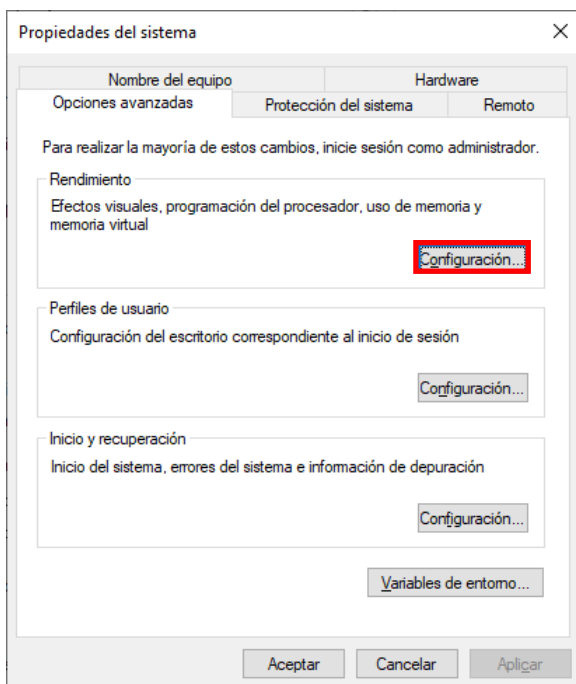 Propiedades del sistema
Nombre del equipo
Hardware
Opciones avanzadas
Protección del sistema
Remoto
Para realizar la mayoría de estos cambios, inicie sesión como administrador.
Rendimiento
Efectos visuales, programación del procesador, uso de memoria y
memoria virtual
Configuración...
Perfiles de usuario
Configuración del escritorio correspondiente al inicio de sesión
Configuración...
Inicio y recuperación
Inicio del sistema, errores del sistema e información de depuración
Configuración...
Variables de entorno...
Aceptar
Cancelar
Aplicar